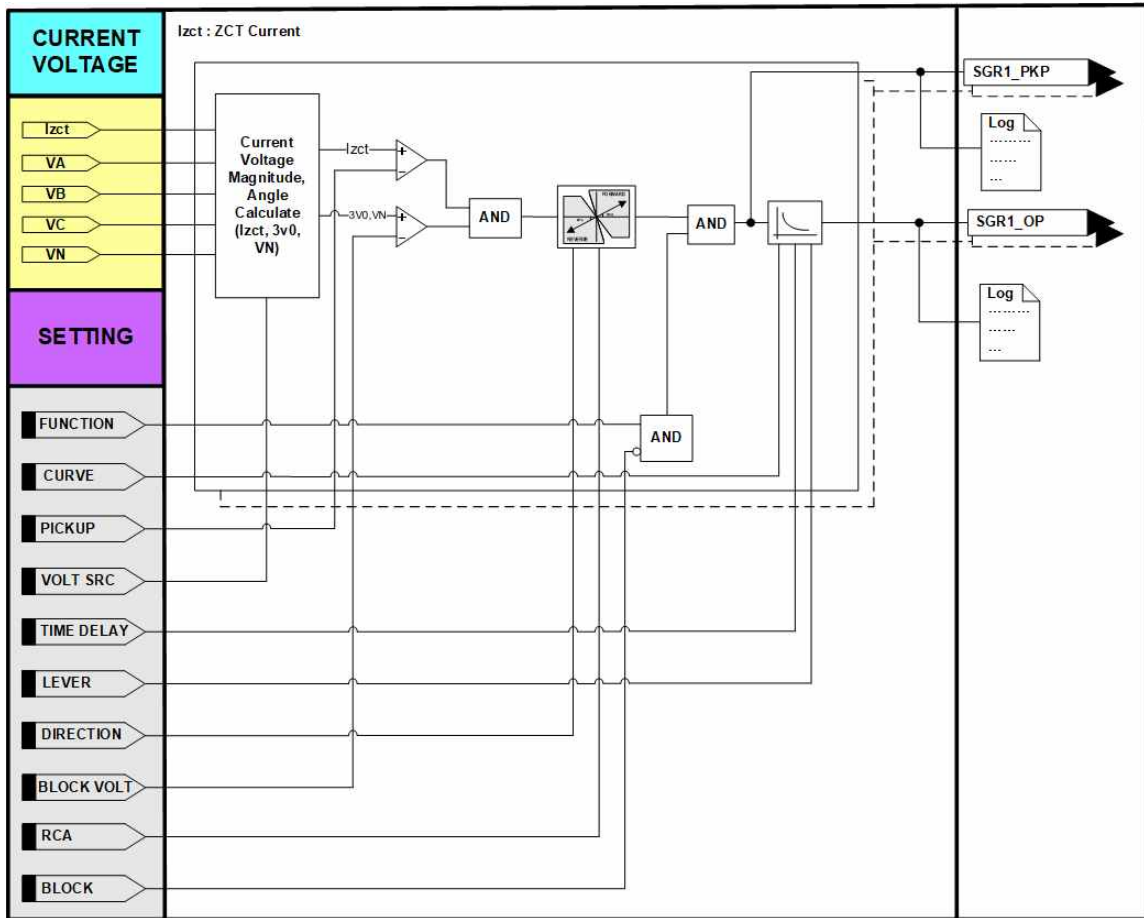 CURRENT
VOLTAGE
Izct : ZCT Current
Izct
VA
VB
VC
VN
Current
Voltage
Magnitude,
Angle
Calculate
(Izct, 3v0,
VN)
Izct
+
−
3V0,VN
+
−
AND
FORWARD
REVERSE
AND
SGR1_PKP
Log
.........
......
...
SGR1_OP
Log
.........
......
...
SETTING
FUNCTION
AND
CURVE
PICKUP
VOLT SRC
TIME DELAY
LEVER
DIRECTION
BLOCK VOLT
RCA
BLOCK